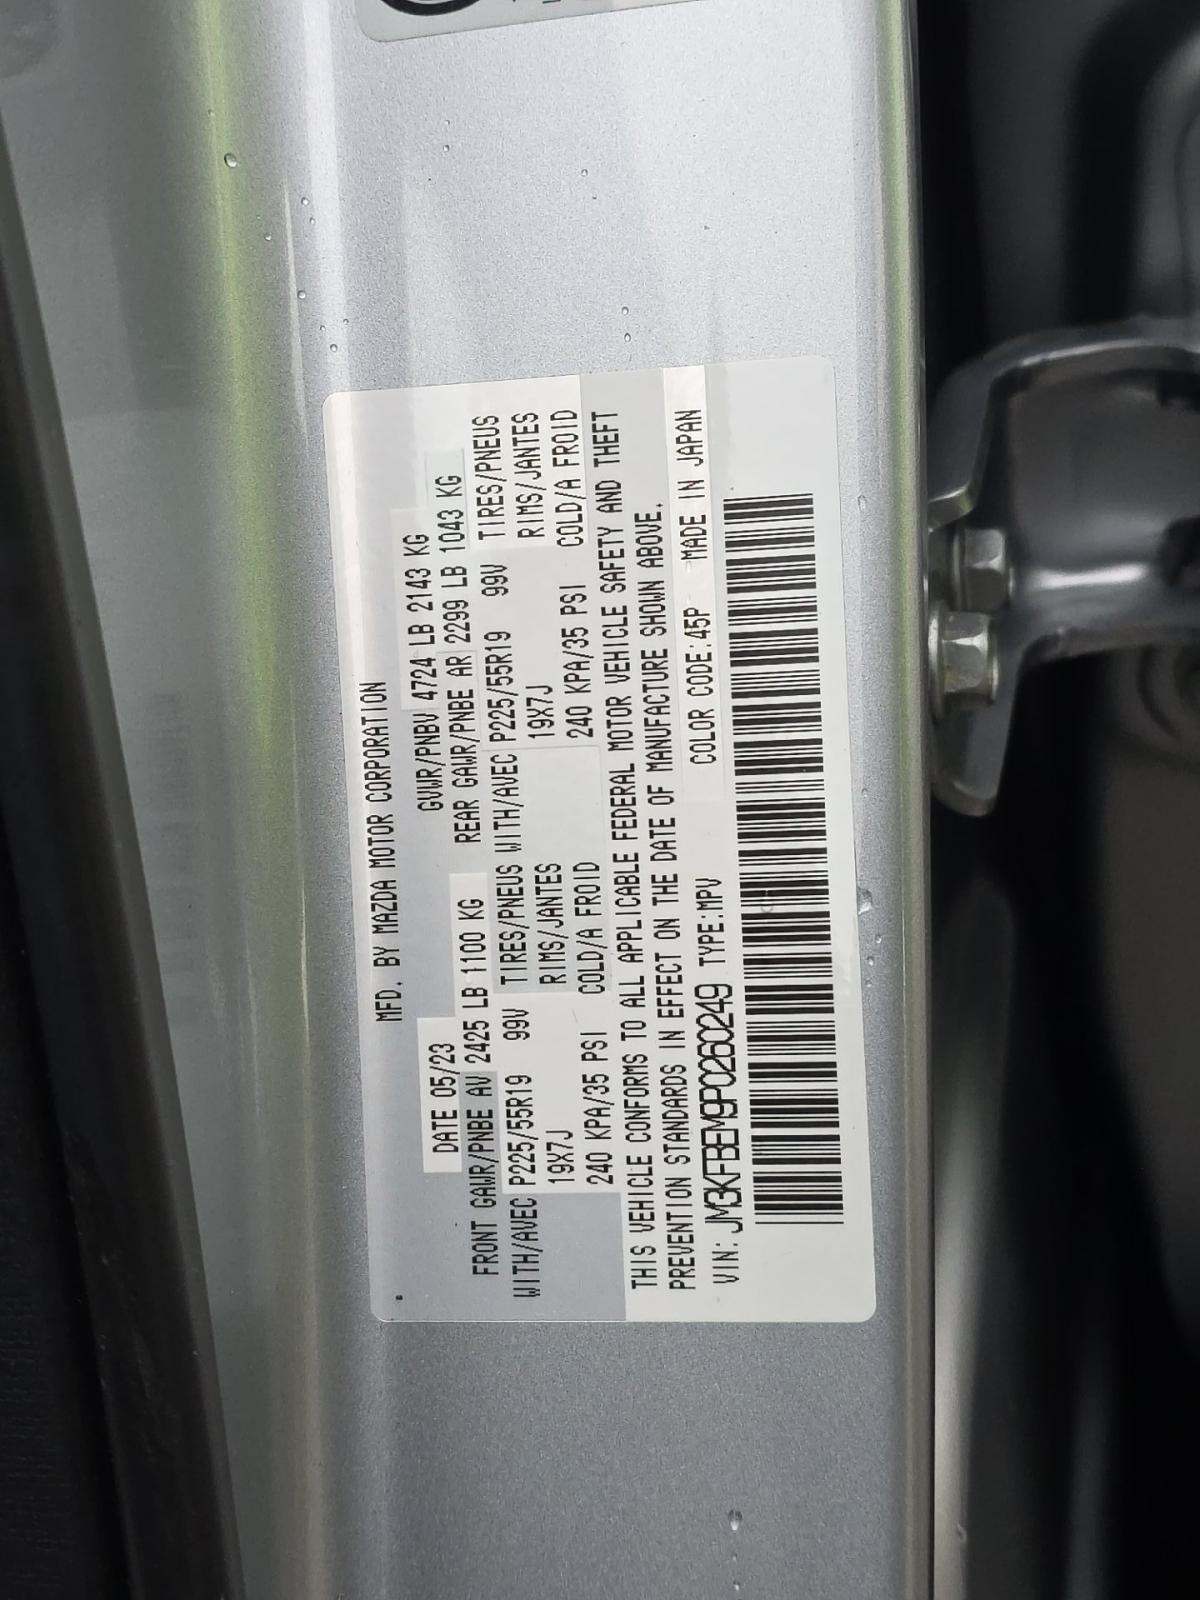 MFD. BY MAZDA MOTOR CORPORATION
DATE 05/23 GVWR/PNBV 4724 LB 2143 KG
FRONT GAWR/PNBE AV 2425 LB 1100 KG REAR GAWR/PNBE AR 2299 LB 1043 KG
WITH/AVEC P225/55R19 99V TIRES/PNEUS WITH/AVEC P225/55R19 99V TIRES/PNEUS
19X7J RIMS/JANTES 19X7J RIMS/JANTES
240 KPA/35 PSI COLD/A FROID 240 KPA/35 PSI COLD/A FROID
THIS VEHICLE CONFORMS TO ALL APPLICABLE FEDERAL MOTOR VEHICLE SAFETY AND THEFT
PREVENTION STANDARDS IN EFFECT ON THE DATE OF MANUFACTURE SHOWN ABOVE.
VIN: JM3KFBEM9P0260249 TYPE:MPV COLOR CODE:45P MADE IN JAPAN